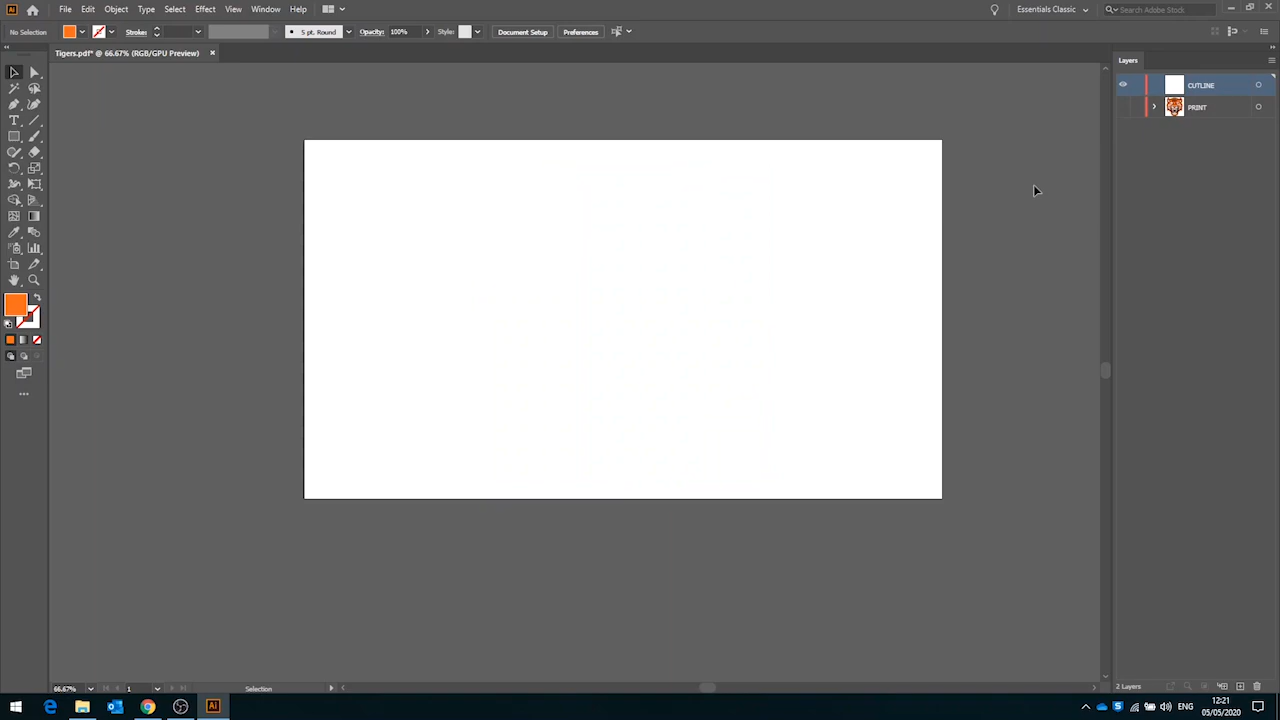 Ai File Edit Object Type Select Effect View Window Help Essentials Classic Search Adobe Stock
No Selection Stroke: 5 pt. Round Opacity: 100% Style: Document Setup Preferences
Tigers.pdf* @ 66.67% (RGB/GPU Preview)
Layers
CUTLINE
PRINT
66.67% 1 Selection 2 Layers
Ai ENG 12:21
05/05/2020